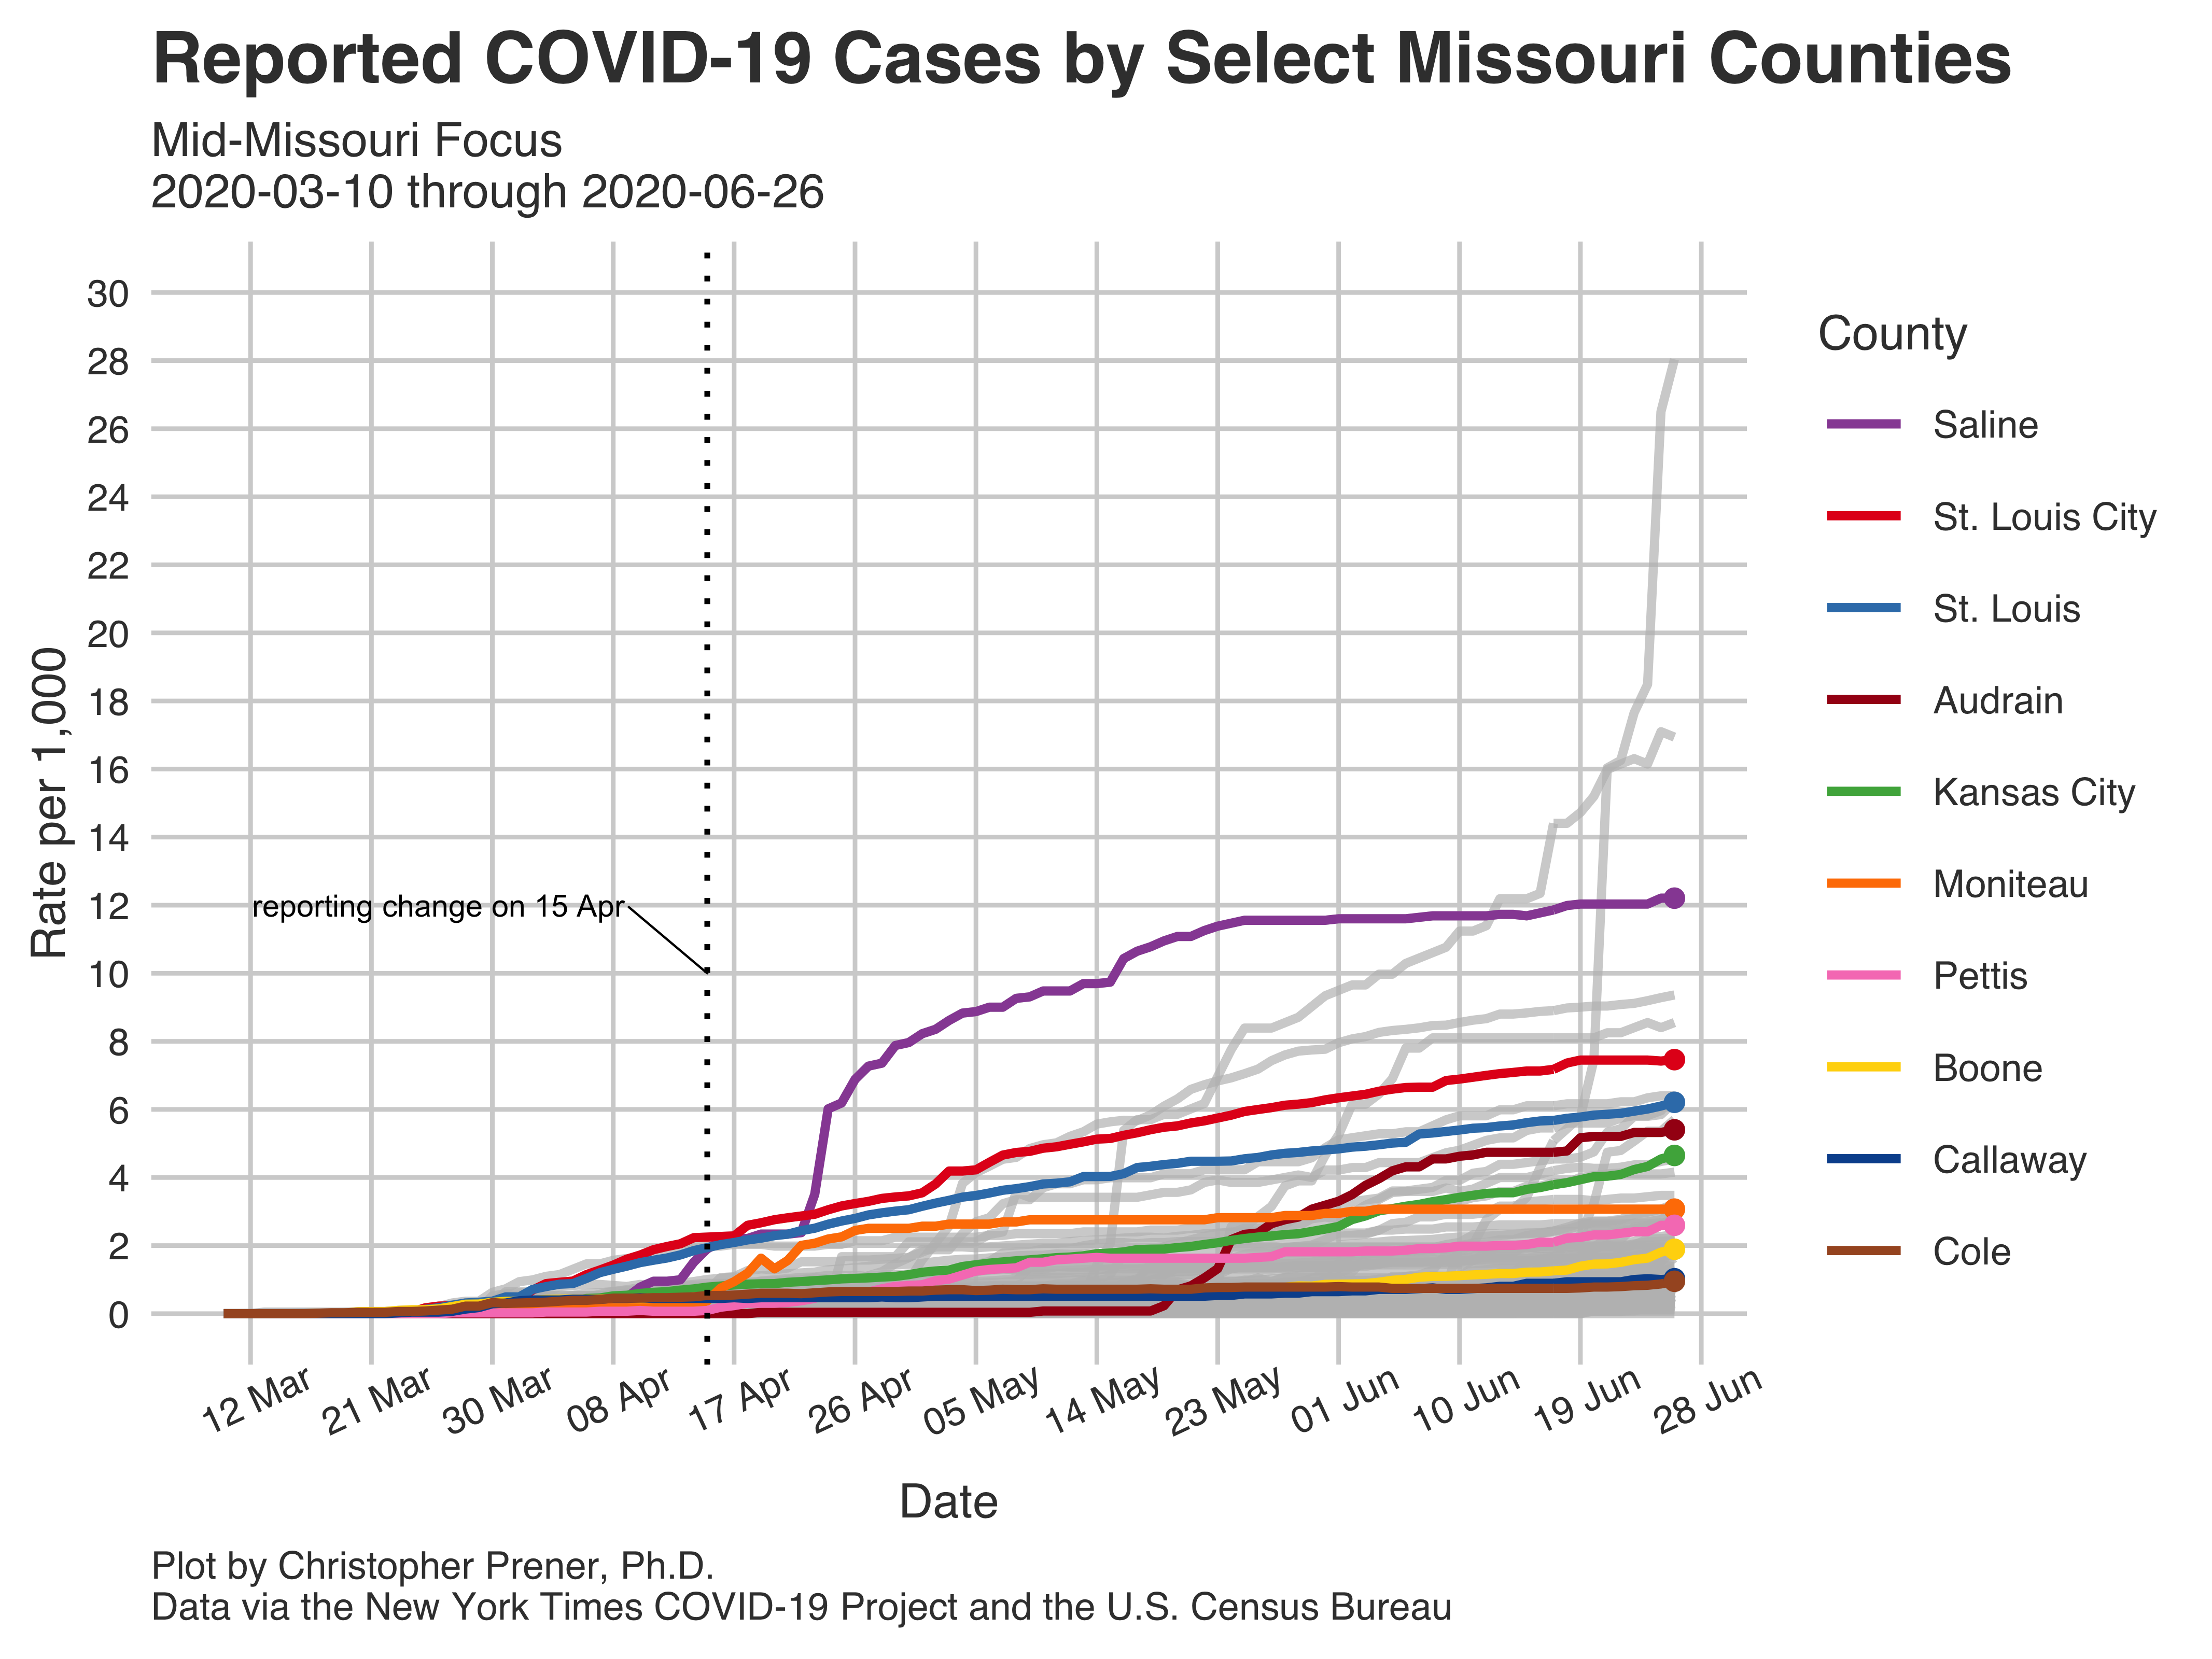 Reported COVID-19 Cases by Select Missouri Counties
Mid-Missouri Focus
2020-03-10 through 2020-06-26
30
28
26
24
22
20
18
16
14
12
10
8
6
4
2
0
Rate per 1,000
reporting change on 15 Apr
12 Mar
21 Mar
30 Mar
08 Apr
17 Apr
26 Apr
05 May
14 May
23 May
01 Jun
10 Jun
19 Jun
28 Jun
Date
County
Saline
St. Louis City
St. Louis
Audrain
Kansas City
Moniteau
Pettis
Boone
Callaway
Cole
Plot by Christopher Prener, Ph.D.
Data via the New York Times COVID-19 Project and the U.S. Census Bureau